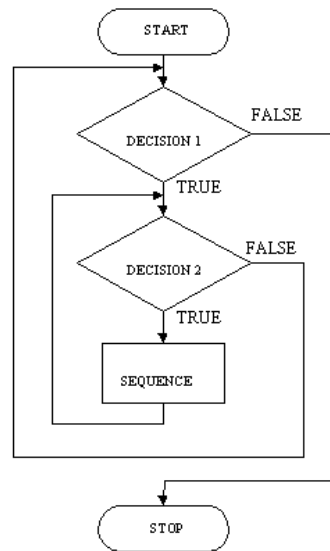 START
FALSE
DECISION 1
TRUE
FALSE
DECISION 2
TRUE
SEQUENCE
STOP